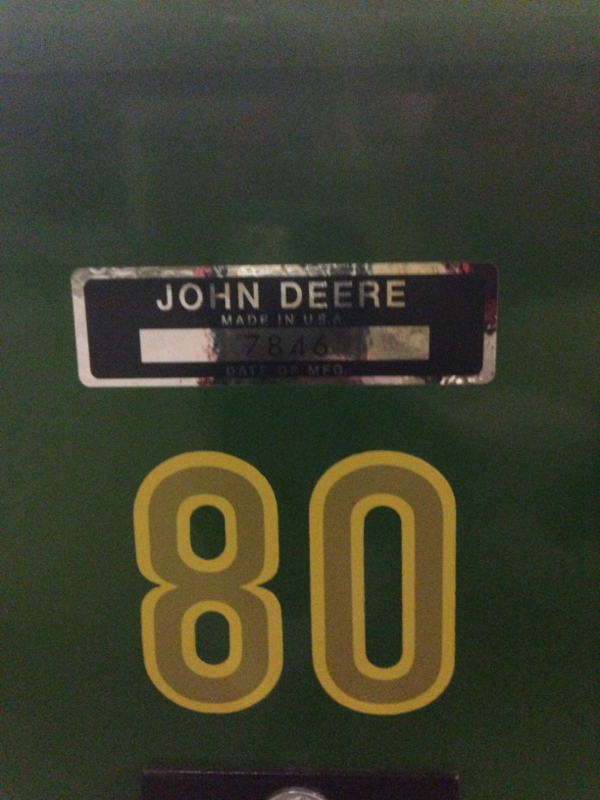 JOHN DEERE
MADE IN U.S.A.
7846
DATE OF MFG.
80